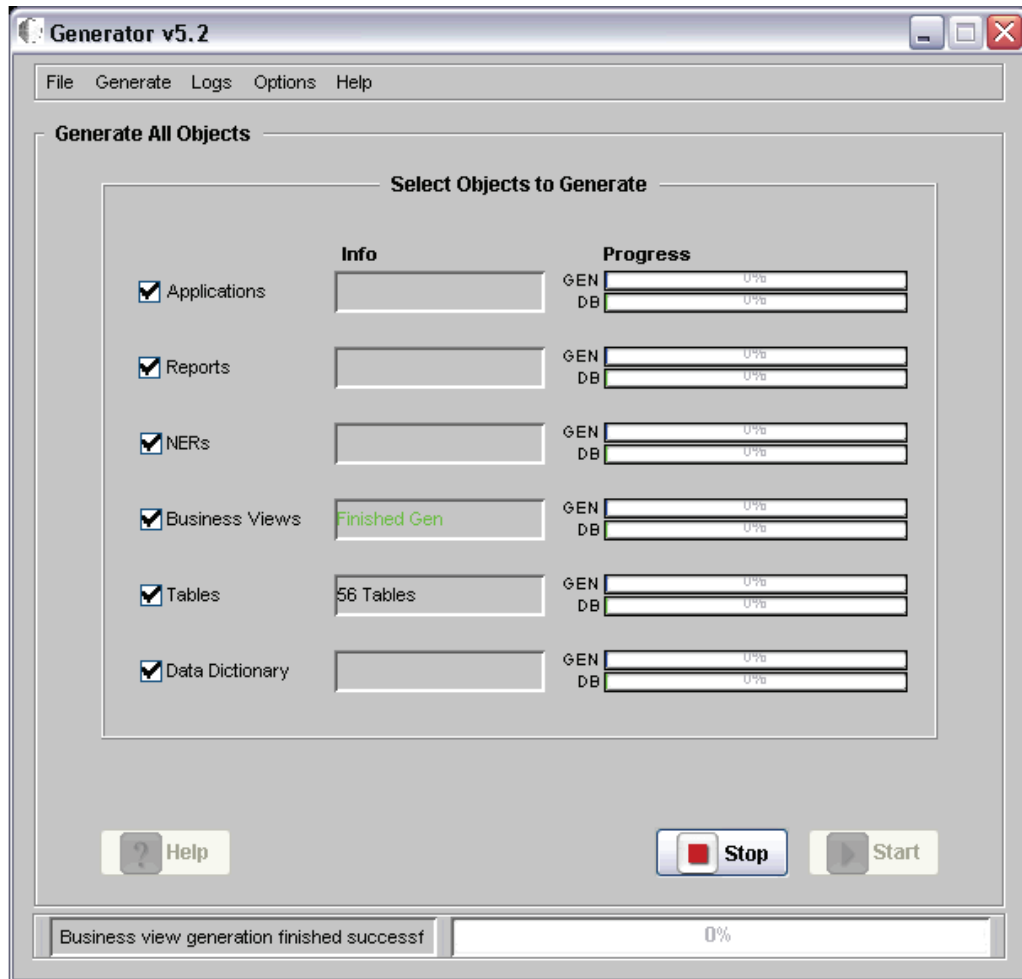 Generator v5.2
File Generate Logs Options Help
Generate All Objects
Select Objects to Generate
Info Progress
Applications GEN 0%
DB 0%
Reports GEN 0%
DB 0%
NERs GEN 0%
DB 0%
Business Views Finished Gen GEN 0%
DB 0%
Tables 56 Tables GEN 0%
DB 0%
Data Dictionary GEN 0%
DB 0%
Help Stop Start
Business view generation finished successf 0%